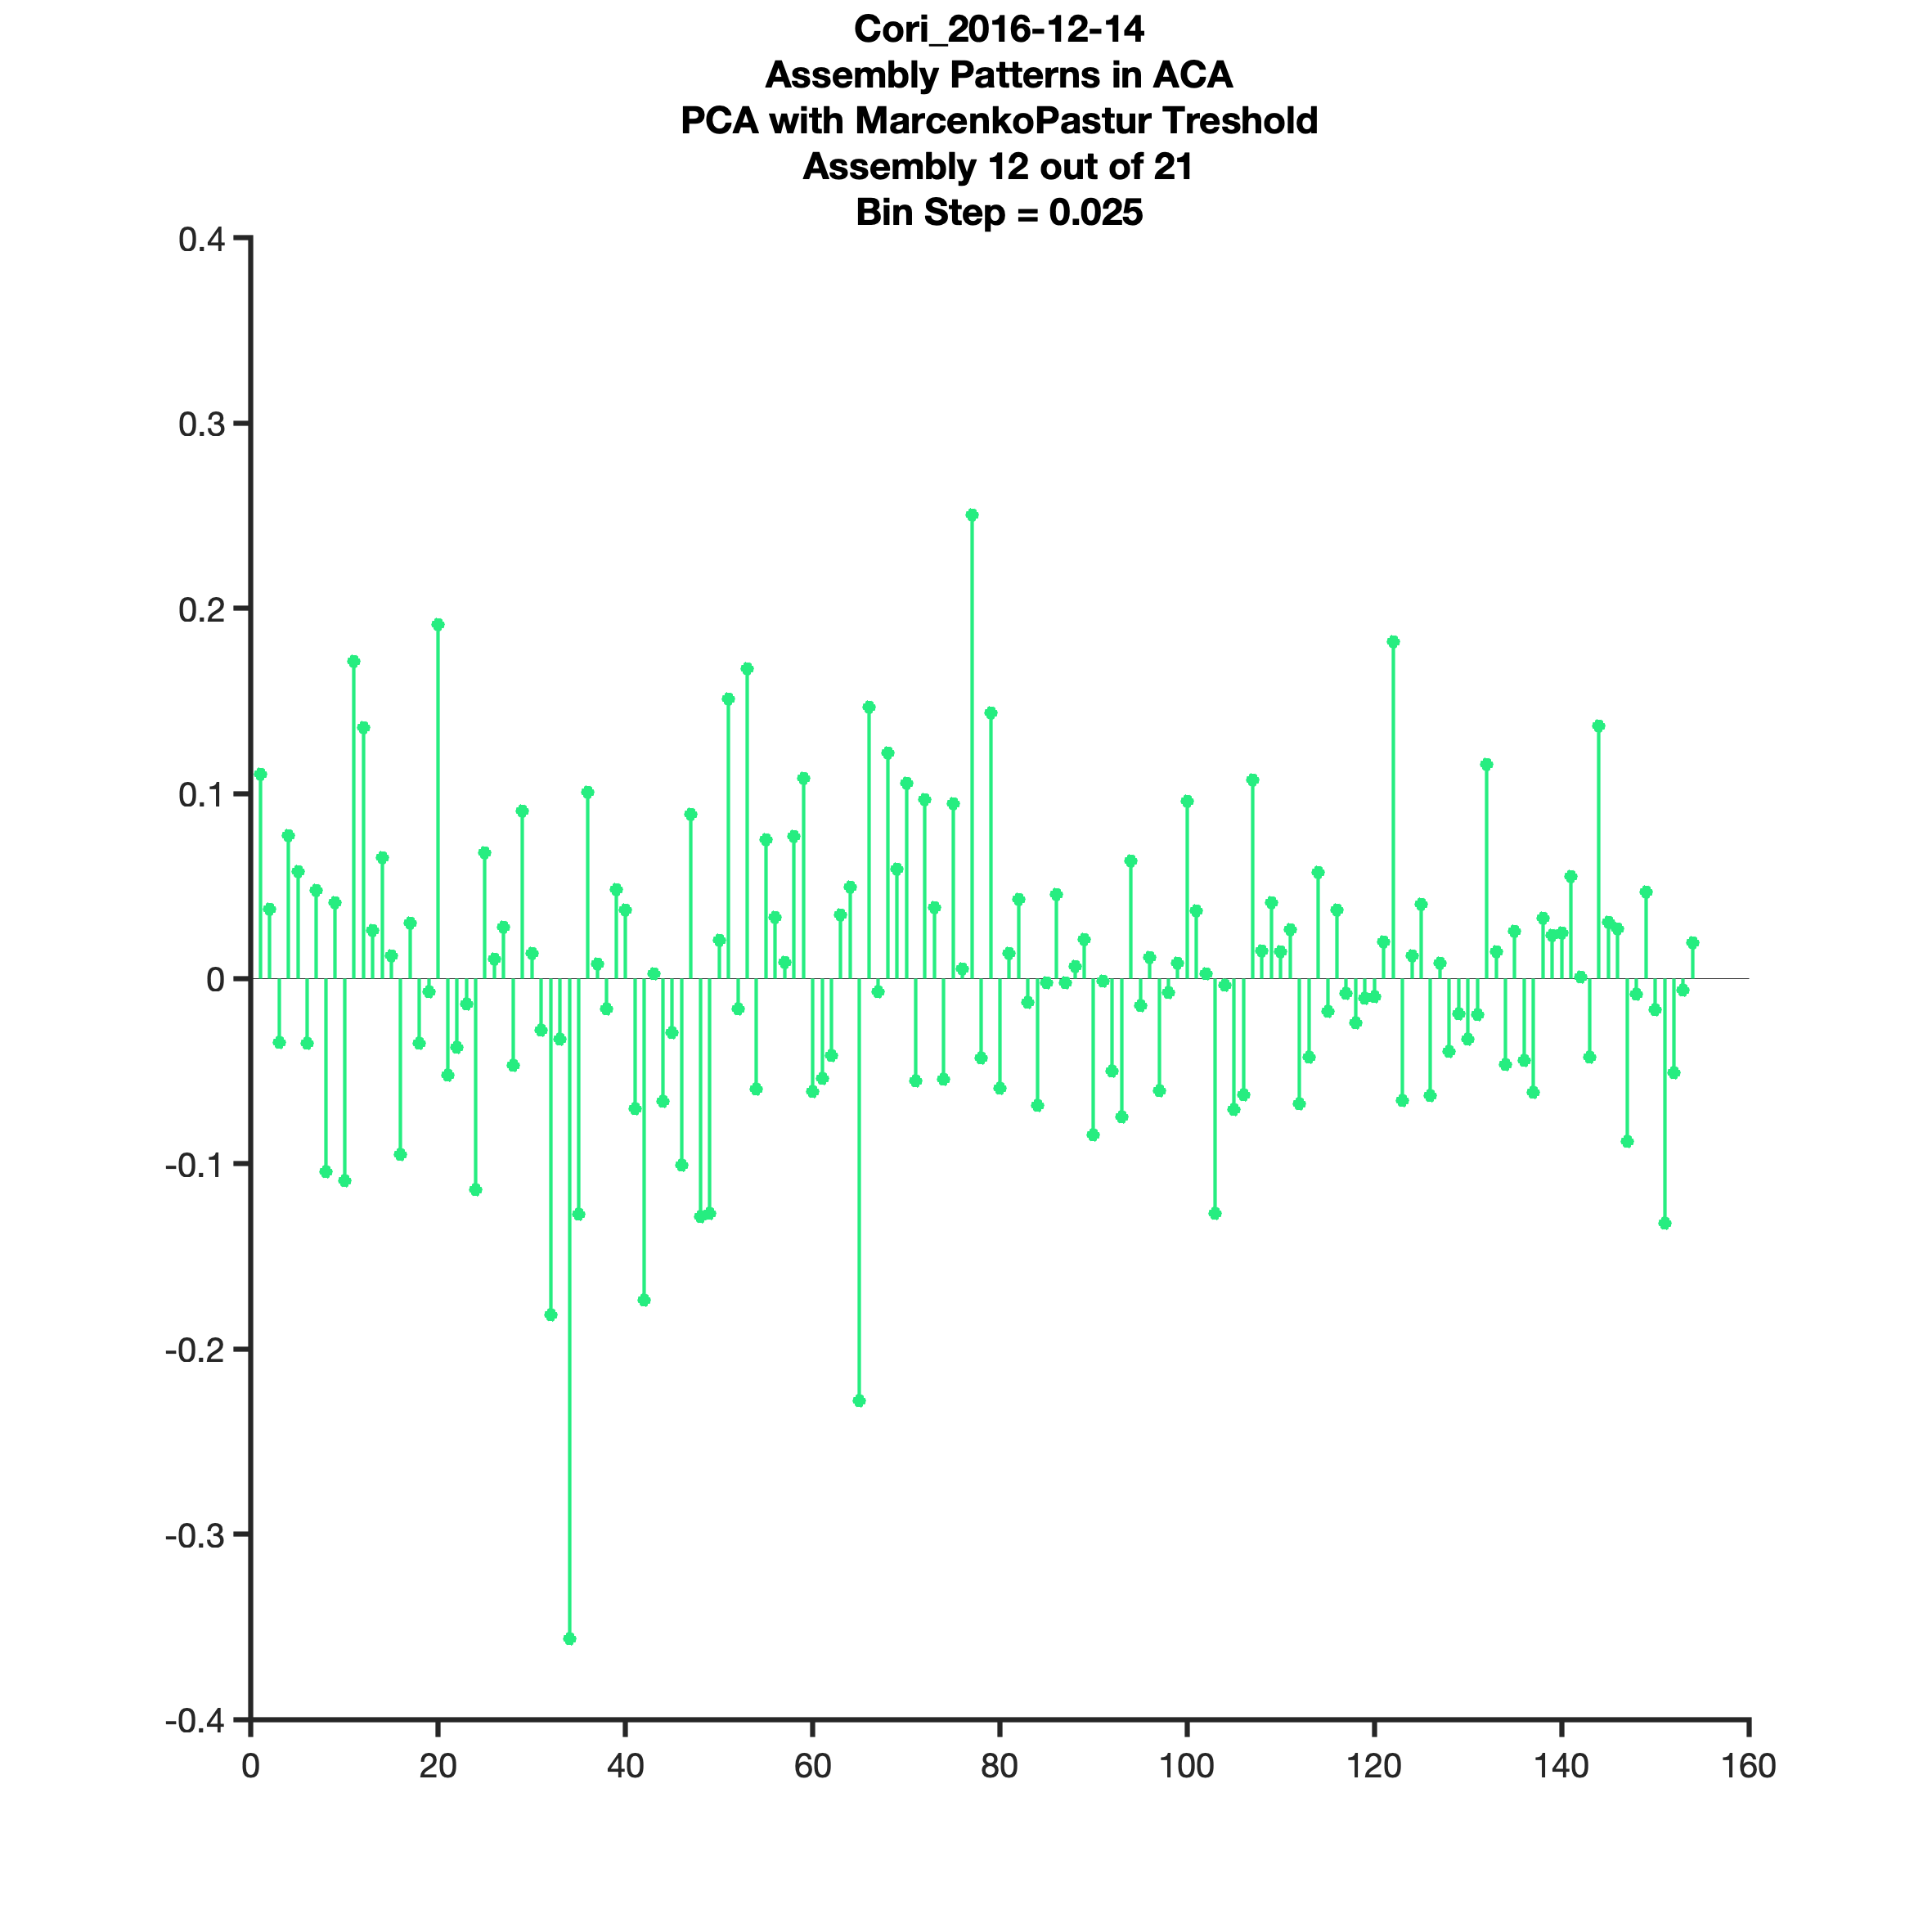 Cori_2016-12-14
Assembly Patterns in ACA
PCA with MarcenkoPastur Treshold
Assembly 12 out of 21
Bin Step = 0.025
0.4
0.3
0.2
0.1
0
-0.1
-0.2
-0.3
-0.4
0 20 40 60 80 100 120 140 160